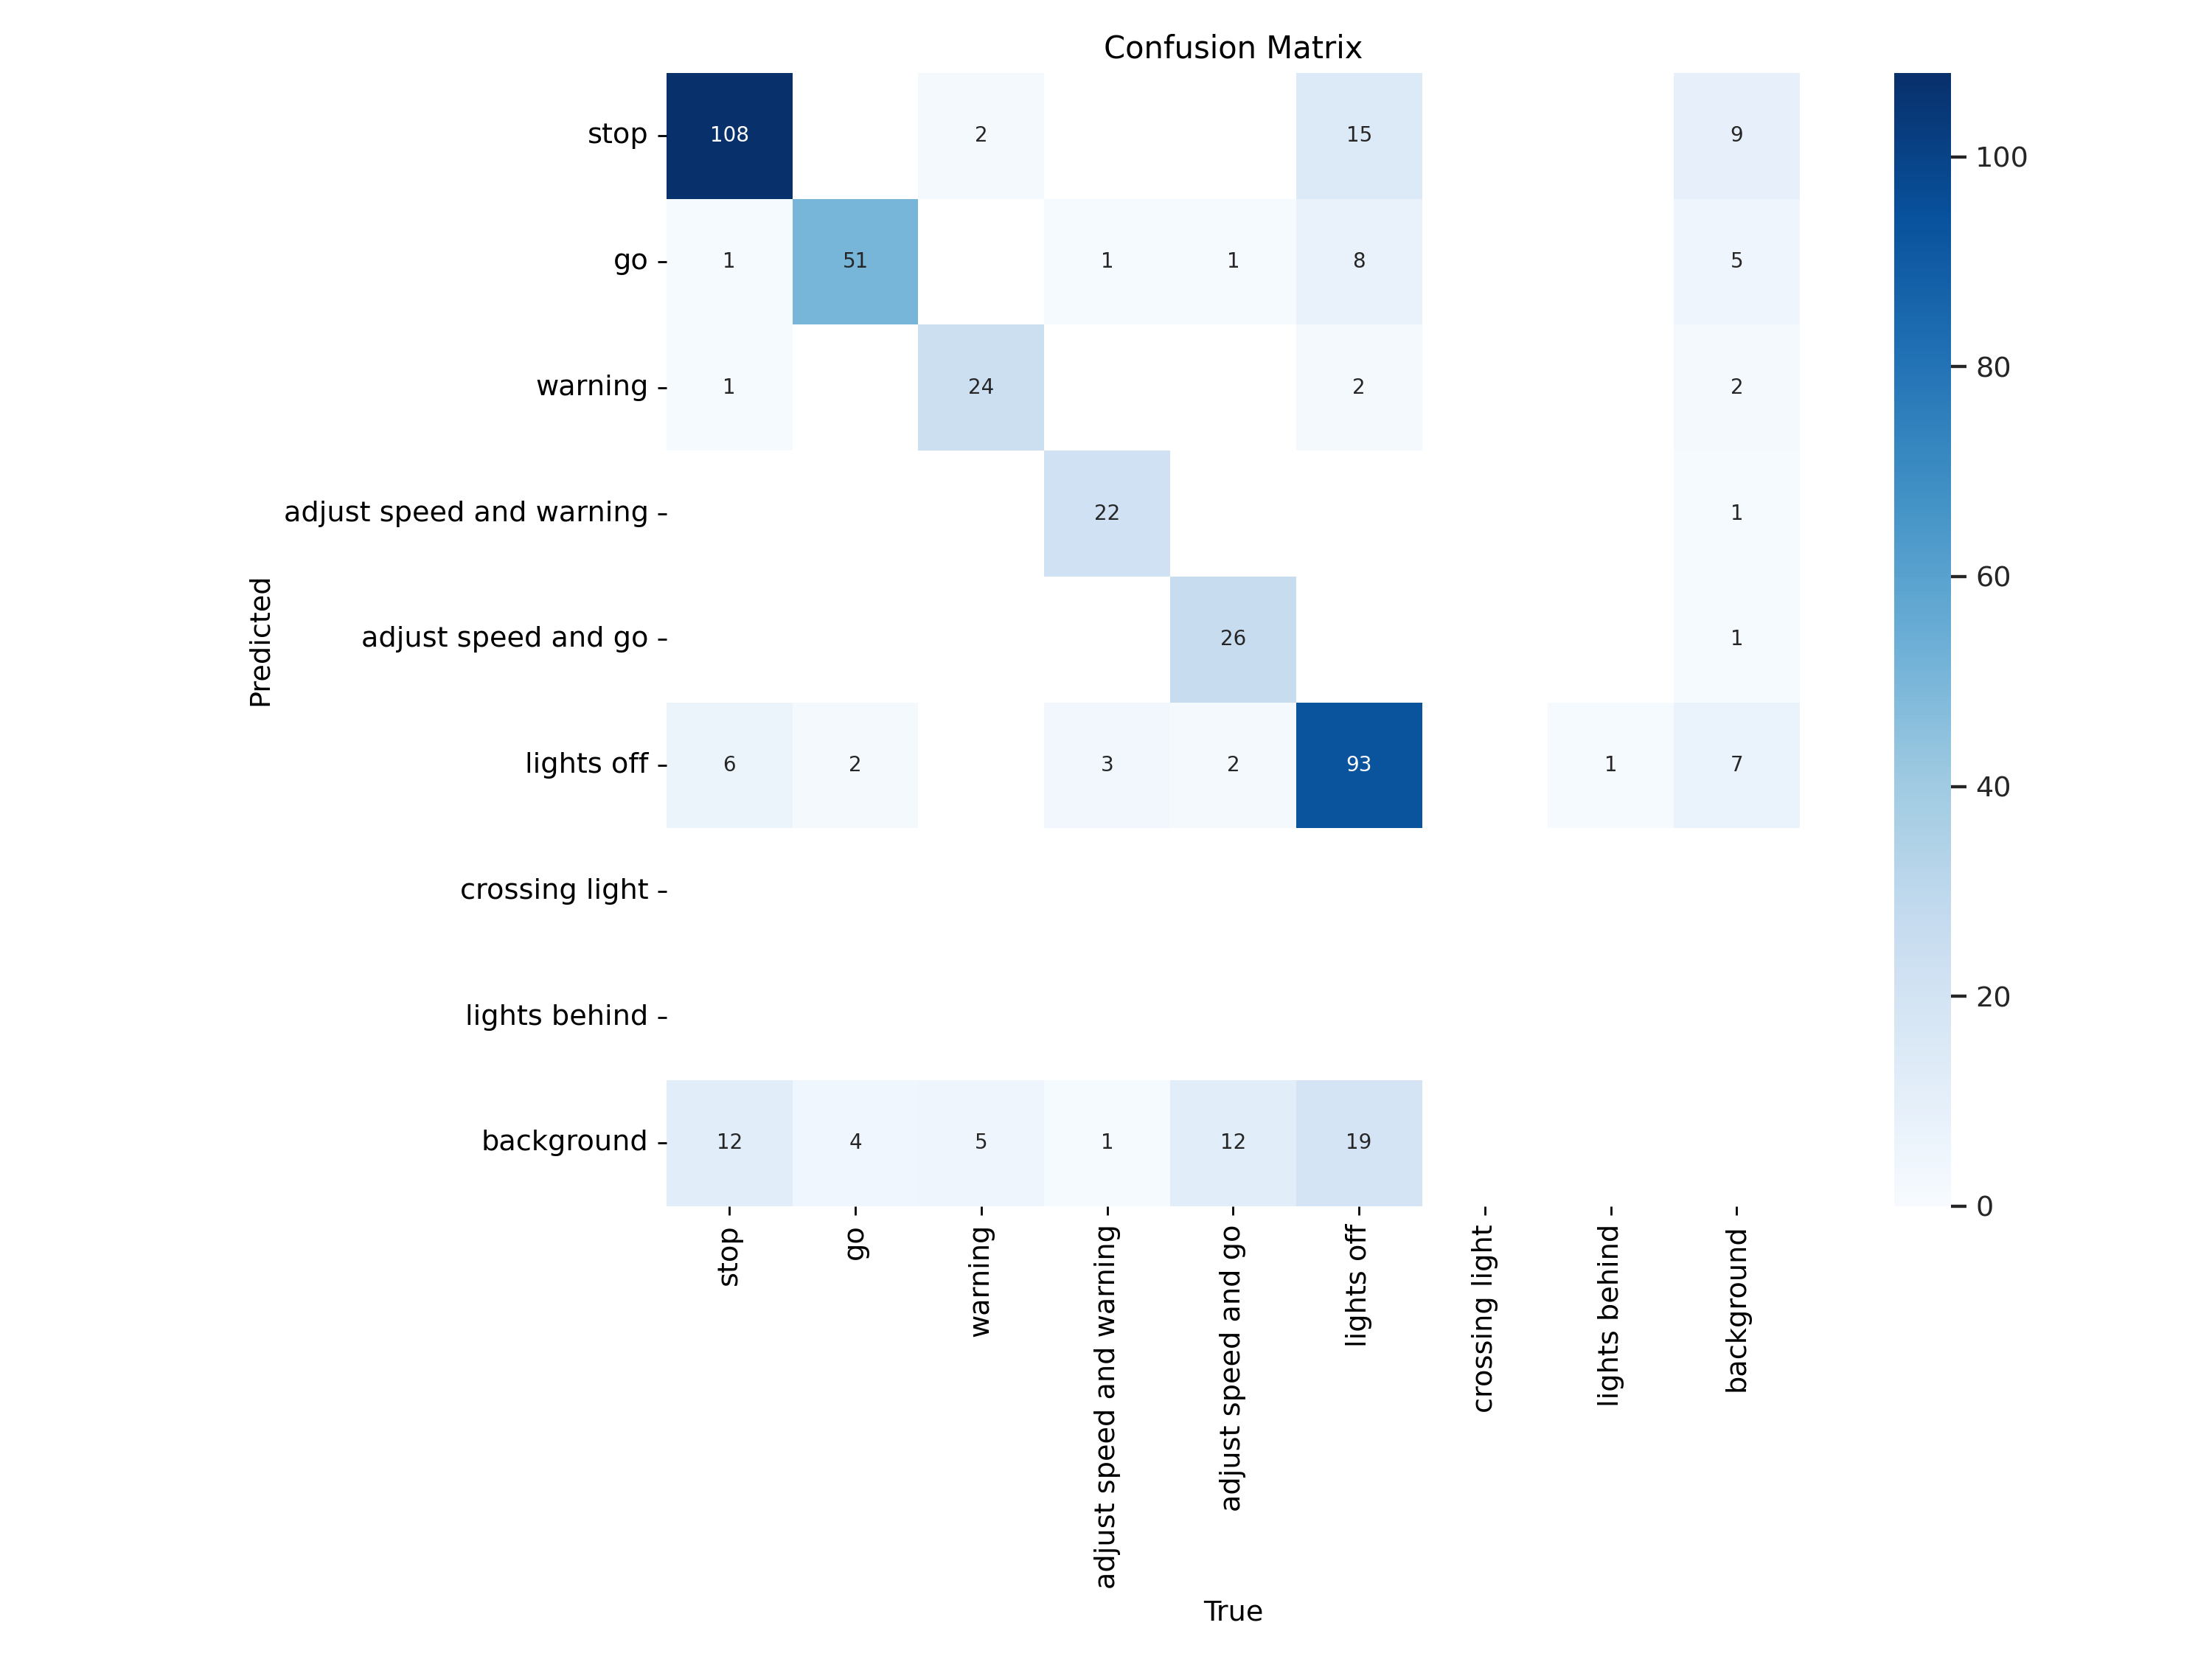 Confusion Matrix
stop 108 2 15 9
go 1 51 1 1 8 5
warning 1 24 2 2
adjust speed and warning 22 1
adjust speed and go 26 1
lights off 6 2 3 2 93 1 7
crossing light
lights behind
background 12 4 5 1 12 19
Predicted
stop
go
warning
adjust speed and warning
adjust speed and go
lights off
crossing light
lights behind
background
True
100
80
60
40
20
0